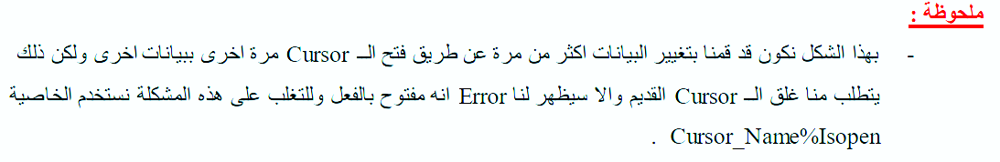 ملحوظة :
- بهذا الشكل نكون قد قمنا بتغيير البيانات اكثر من مرة عن طريق فتح الــ Cursor مرة اخرى ببيانات اخرى ولكن ذلك
يتطلب منا غلق الــ Cursor القديم والا سيظهر لنا Error انه مفتوح بالفعل وللتغلب على هذه المشكلة نستخدم الخاصية
Cursor_Name%Isopen .